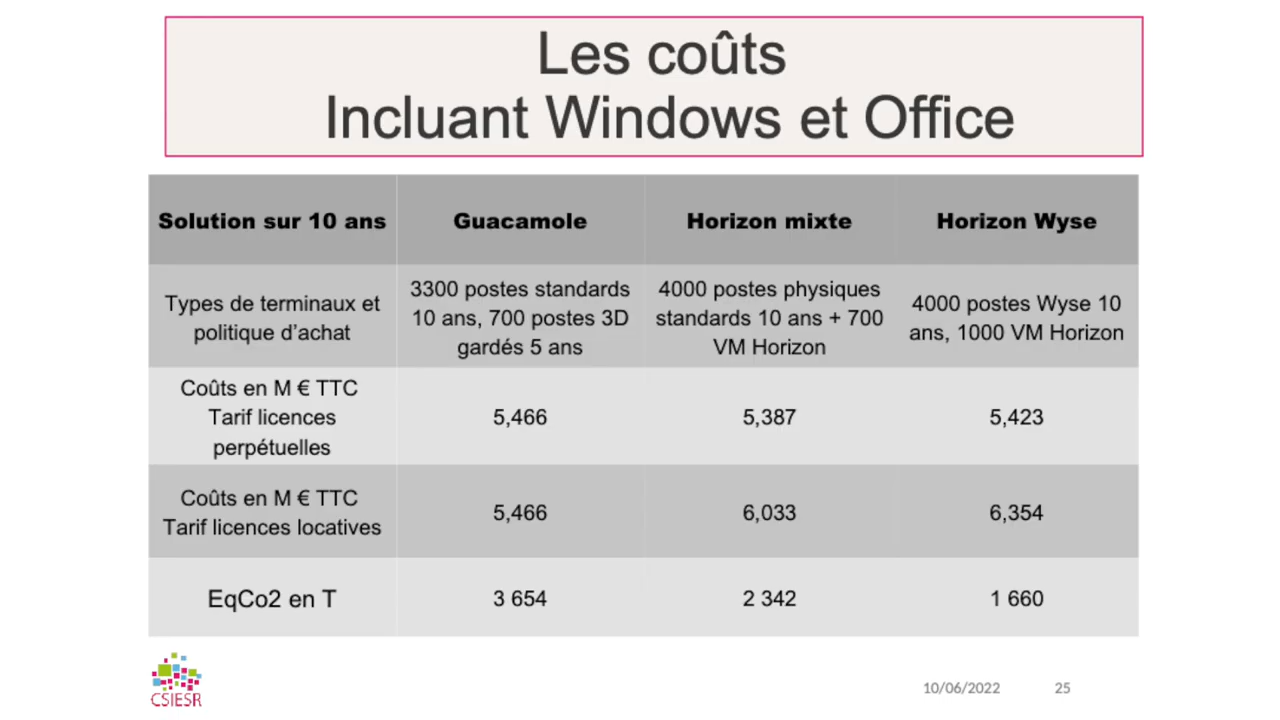 Les coûts
Incluant Windows et Office
Solution sur 10 ans
Guacamole
Horizon mixte
Horizon Wyse
Types de terminaux et
politique d’achat
3300 postes standards
10 ans, 700 postes 3D
gardés 5 ans
4000 postes physiques
standards 10 ans + 700
VM Horizon
4000 postes Wyse 10
ans, 1000 VM Horizon
Coûts en M € TTC
Tarif licences
perpétuelles
5,466
5,387
5,423
Coûts en M € TTC
Tarif licences locatives
5,466
6,033
6,354
EqCo2 en T
3 654
2 342
1 660
CSIESR
10/06/2022
25